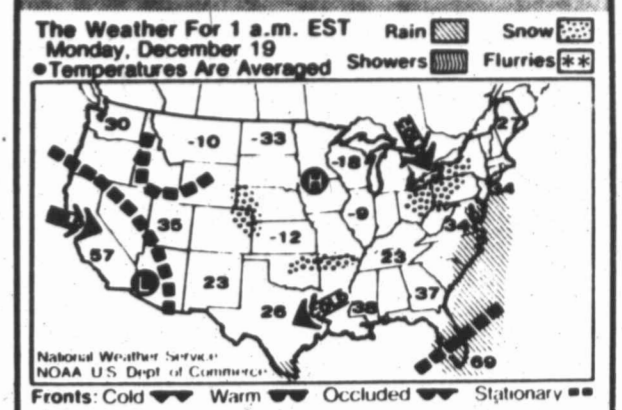 The Weather For 1 a.m. EST
Monday, December 19
●Temperatures Are Averaged
Rain
Snow
Showers
Flurries
30
-10
-33
-18
27
H
34
35
-9
34
57
-12
23
L
23
37
26
38
69
National Weather Service
NOAA U S Dept of Commerce
Fronts: Cold Warm Occluded Stationary